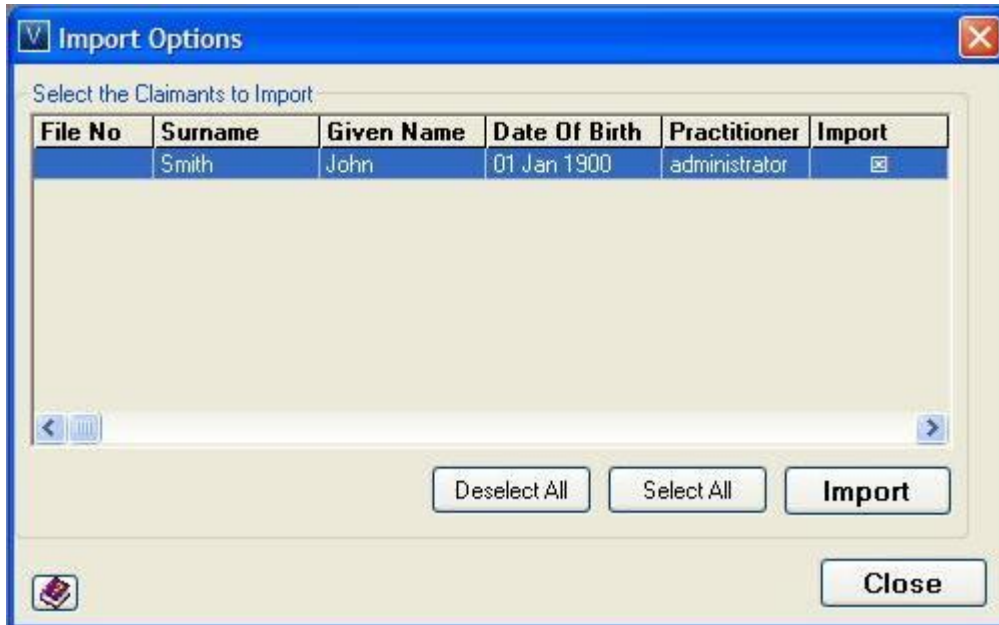 V Import Options
Select the Claimants to Import
File No Surname Given Name Date Of Birth Practitioner Import
Smith John 01 Jan 1900 administrator
Deselect All Select All Import
Close